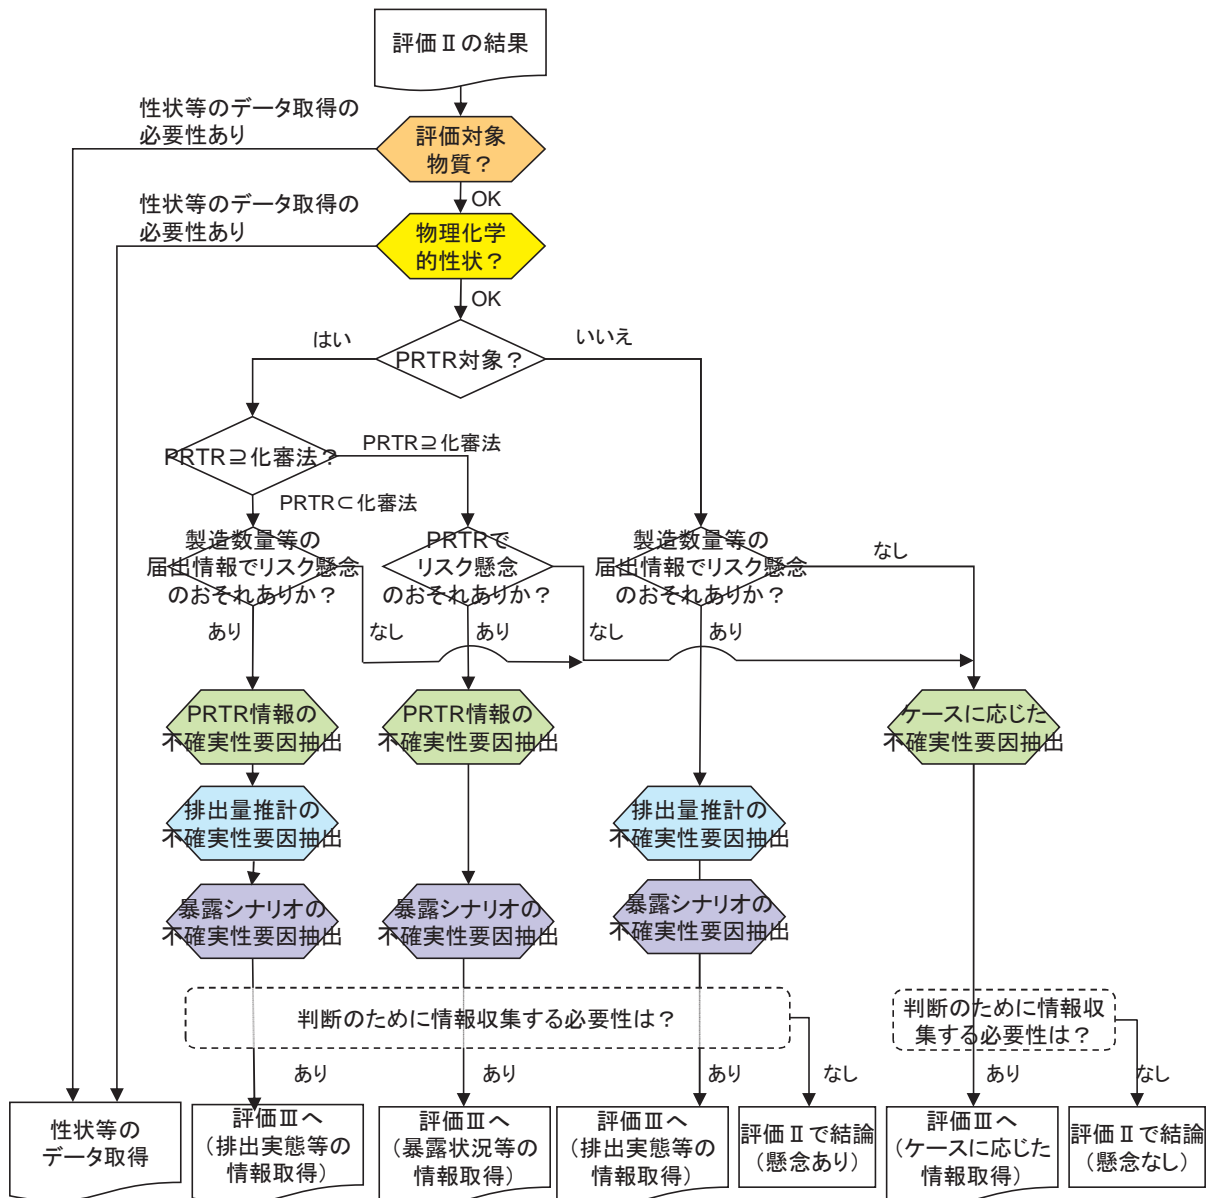 評価Ⅱの結果
性状等のデータ取得の
必要性あり
評価対象
物質？
OK
性状等のデータ取得の
必要性あり
物理化学
的性状？
OK
はい
PRTR対象？
いいえ
PRTR⊇化審法？
PRTR⊇化審法
PRTR⊂化審法
製造数量等の
届出情報でリスク懸念
のおそれありか？
PRTRで
リスク懸念
のおそれありか？
製造数量等の
届出情報でリスク懸念
のおそれありか？
なし
あり
なし
あり
なし
あり
PRTR情報の
不確実性要因抽出
PRTR情報の
不確実性要因抽出
ケースに応じた
不確実性要因抽出
排出量推計の
不確実性要因抽出
排出量推計の
不確実性要因抽出
暴露シナリオの
不確実性要因抽出
暴露シナリオの
不確実性要因抽出
暴露シナリオの
不確実性要因抽出
判断のために情報収集する必要性は？
判断のために情報収
集する必要性は？
あり
あり
あり
なし
あり
なし
性状等の
データ取得
評価Ⅲへ
（排出実態等の
情報取得）
評価Ⅲへ
（暴露状況等の
情報取得）
評価Ⅲへ
（排出実態等の
情報取得）
評価Ⅱで結論
（懸念あり）
評価Ⅲへ
（ケースに応じた
情報取得）
評価Ⅱで結論
（懸念なし）